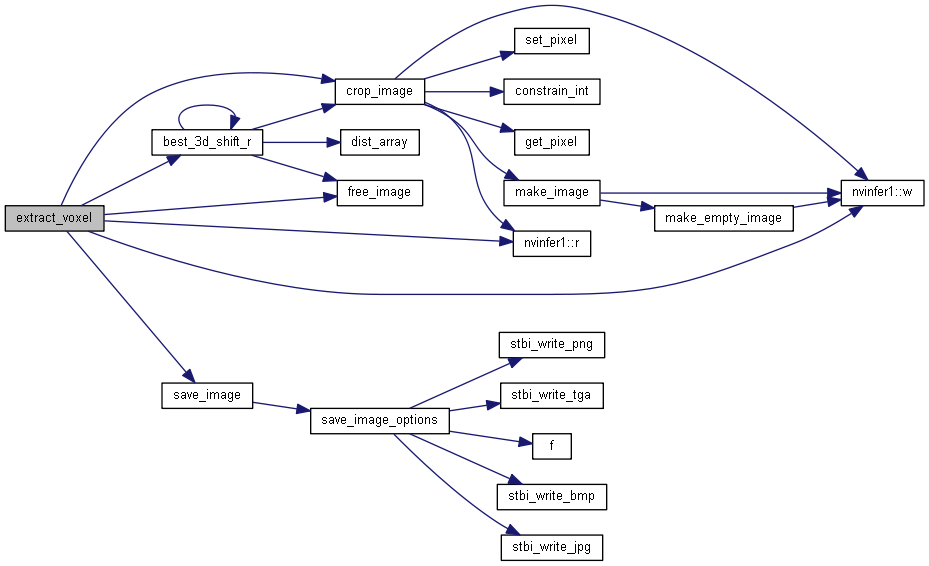 set_pixel
crop_image
constrain_int
best_3d_shift_r
dist_array
get_pixel
free_image
make_image
nvinfer1::w
extract_voxel
make_empty_image
nvinfer1::r
stbi_write_png
save_image
stbi_write_tga
save_image_options
f
stbi_write_bmp
stbi_write_jpg